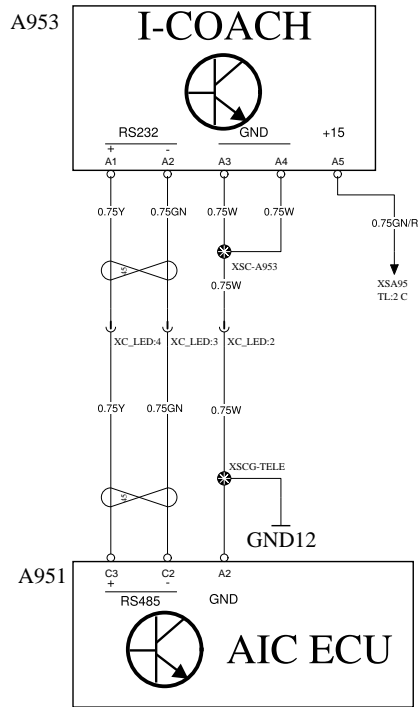 A953
I-COACH
RS232 GND +15
+ -
A1 A2 A3 A4 A5
0.75Y 0.75GN 0.75W 0.75W 0.75GN/R
XSC-A953
45
0.75W
XSA95
TL:2 C
XC_LED:4 XC_LED:3 XC_LED:2
0.75Y 0.75GN 0.75W
XSCG-TELE
45
GND12
A951
C3 C2 A2
+ -
RS485 GND
AIC ECU